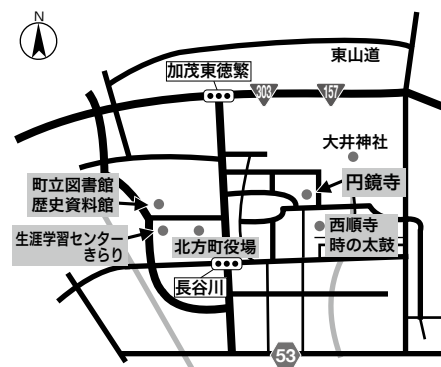 N
東山道
加茂東徳繁
303
157
大井神社
町立図書館
歴史資料館
円鏡寺
生涯学習センター
きらり
北方町役場
西順寺
時の太鼓
長谷川
53